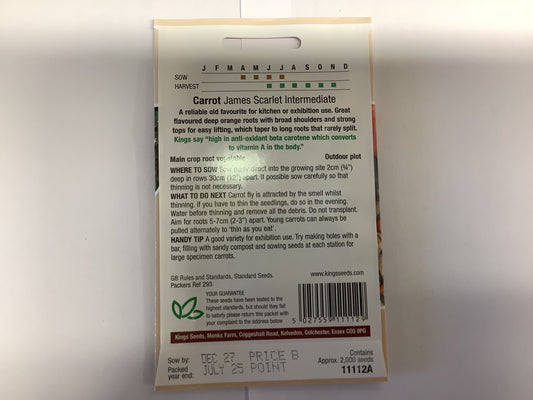 J F M A M J J A S O N D
SOW
HARVEST
Carrot James Scarlet Intermediate
A reliable old favourite for kitchen or exhibition use. Great
flavoured deep orange roots with broad shoulders and strong
tops for easy lifting, which taper to long roots that rarely split.
Kings say "high in anti-oxidant beta carotene which converts
to vitamin A in the body."
Main crop root vegetable Outdoor plot
WHERE TO SOW Sow direct into the growing site 2cm (¾")
deep in rows 30cm (12") apart. If possible sow carefully so that
thinning is not necessary.
WHAT TO DO NEXT Carrot fly is attracted by the smell whilst
thinning. If you have to thin the seedlings, do so in the evening.
Water before thinning and remove all the debris. Do not transplant.
Aim for roots 5-7cm (2-3") apart. Young carrots can always
be pulled alternately to 'thin as you eat'.
HANDY TIP A good variety for exhibition use. Try making holes with a
bar, filling with sandy compost and sowing seeds at each station for
large specimen carrots.
GB Rules and Standards, Standard Seeds.
Packers Ref 293
www.kingsseeds.com
YOUR GUARANTEE
These seeds have been tested to the
highest standards, but should they fail
to satisfy please return this packet with
your complaint to the address below
5 027559 111129
Kings Seeds, Monks Farm, Coggeshall Road, Kelvedon, Colchester, Essex CO5 9PG
Sow by: DEC 27 PRICE B
Packed year end: JULY 25 POINT
Contains
Approx. 2,000 seeds
11112A